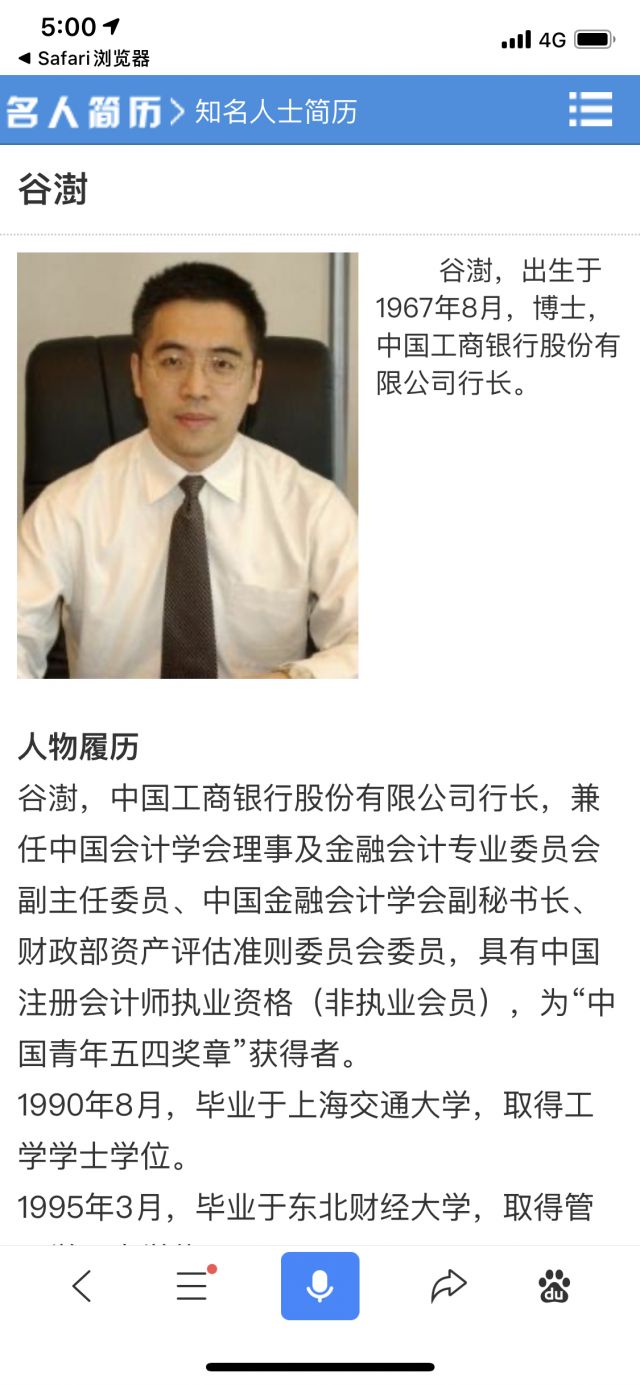 5:00
4G
◀ Safari浏览器
名人简历
知名人士简历
谷澍
谷澍，出生于
1967年8月，博士，
中国工商银行股份有
限公司行长。
人物履历
谷澍，中国工商银行股份有限公司行长，兼
任中国会计学会理事及金融会计专业委员会
副主任委员、中国金融会计学会副秘书长、
财政部资产评估准则委员会委员，具有中国
注册会计师执业资格（非执业会员），为“中
国青年五四奖章”获得者。
1990年8月，毕业于上海交通大学，取得工
学学士学位。
1995年3月，毕业于东北财经大学，取得管
du